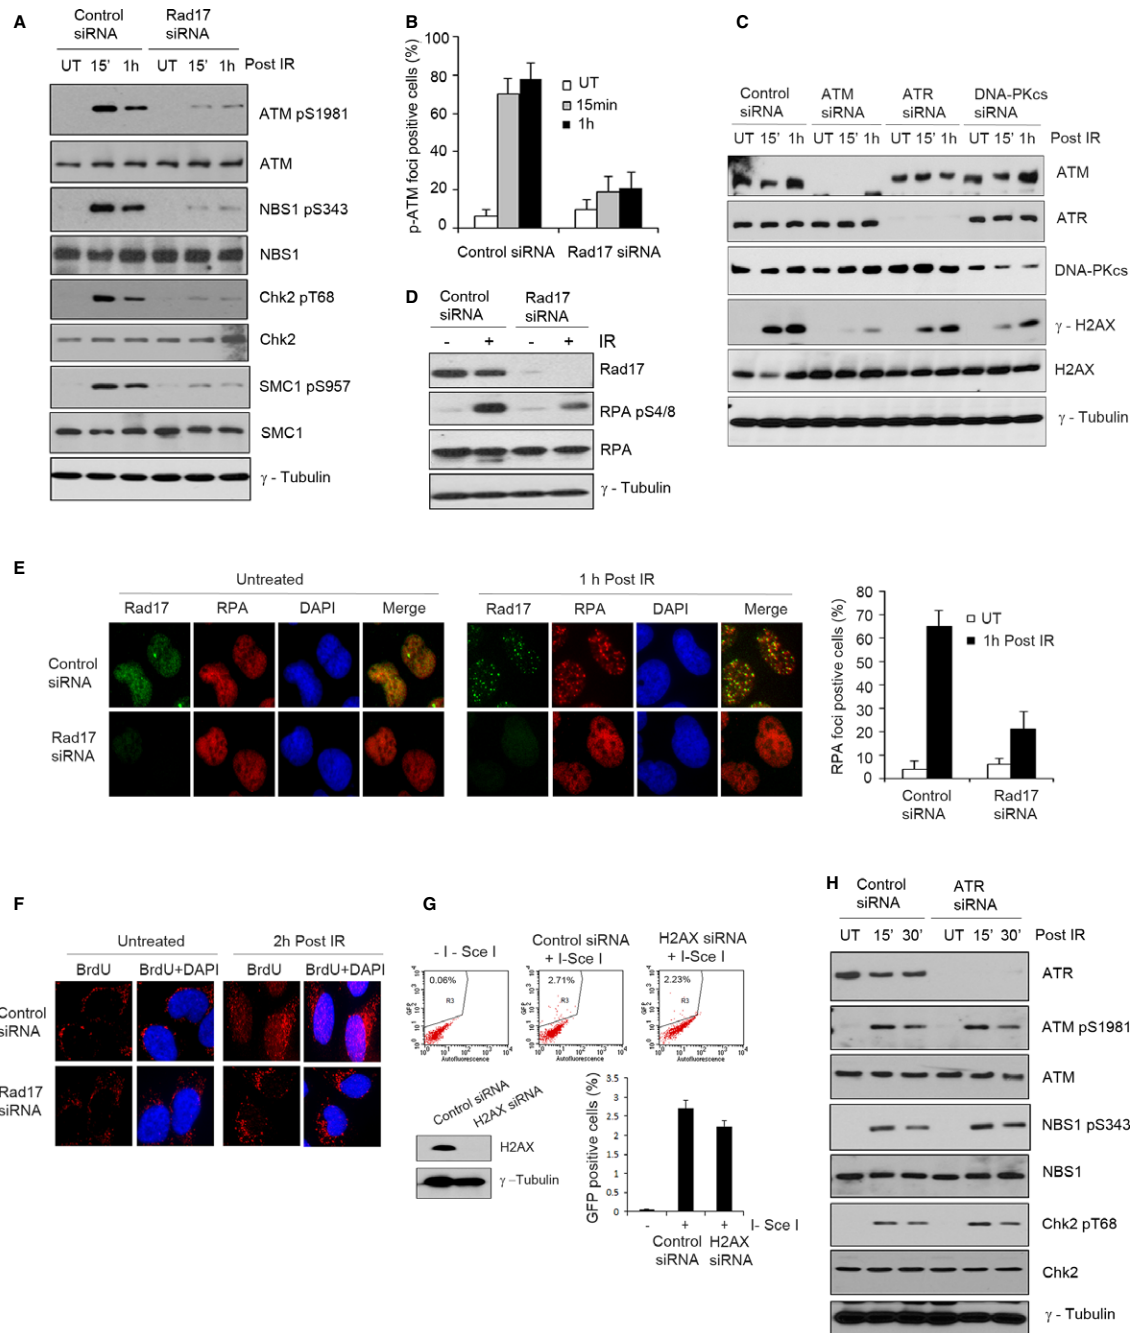 A
Control siRNA
Rad17 siRNA
UT 15' 1h UT 15' 1h Post IR
ATM pS1981
ATM
NBS1 pS343
NBS1
Chk2 pT68
Chk2
SMC1 pS957
SMC1
γ - Tubulin
B
p-ATM foci positive cells (%)
100
80
60
40
20
0
UT
15min
1h
Control siRNA
Rad17 siRNA
C
Control siRNA
ATM siRNA
ATR siRNA
DNA-PKcs siRNA
UT 15' 1h UT 15' 1h UT 15' 1h UT 15' 1h Post IR
ATM
ATR
DNA-PKcs
γ - H2AX
H2AX
γ - Tubulin
D
Control siRNA
Rad17 siRNA
- + - + IR
Rad17
RPA pS4/8
RPA
γ - Tubulin
E
Untreated
1 h Post IR
Rad17 RPA DAPI Merge
Rad17 RPA DAPI Merge
Control siRNA
Rad17 siRNA
RPA foci postive cells (%)
80
70
60
50
40
30
20
10
0
UT
1h Post IR
Control siRNA
Rad17 siRNA
F
Untreated
2h Post IR
BrdU BrdU+DAPI BrdU BrdU+DAPI
Control siRNA
Rad17 siRNA
G
- I - Sce I
Control siRNA + I-Sce I
H2AX siRNA + I-Sce I
0.06%
R3
2.71%
R3
2.23%
R3
GFP
GFP
GFP
Autofluorescence
Autofluorescence
Autofluorescence
Control siRNA
H2AX siRNA
H2AX
γ -Tubulin
GFP positive cells (%)
3.5
3
2.5
2
1.5
1
0.5
0
- + + I- Sce I
Control siRNA
H2AX siRNA
H
Control siRNA
ATR siRNA
UT 15' 30' UT 15' 30' Post IR
ATR
ATM pS1981
ATM
NBS1 pS343
NBS1
Chk2 pT68
Chk2
γ - Tubulin